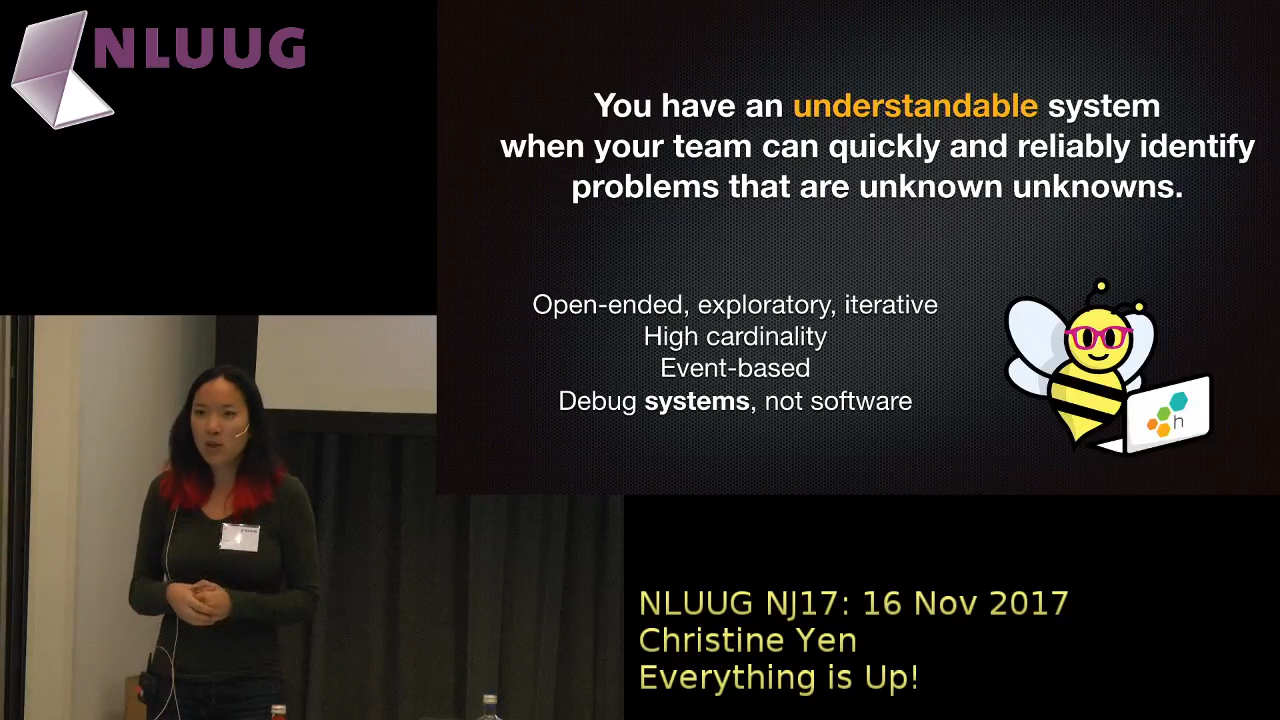 NLUUG
You have an understandable system
when your team can quickly and reliably identify
problems that are unknown unknowns.
Open-ended, exploratory, iterative
High cardinality
Event-based
Debug systems, not software
h
NLUUG NJ17: 16 Nov 2017
Christine Yen
Everything is Up!